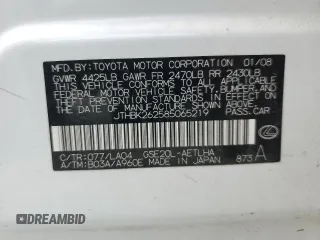 MFD. BY: TOYOTA MOTOR CORPORATION 01/08
GVWR 4425LB GAWR FR 2470LB RR 2430LB
THIS VEHICLE CONFORMS TO ALL APPLICABLE
FEDERAL MOTOR VEHICLE SAFETY, BUMPER, AND
THEFT PREVENTION STANDARDS IN EFFECT ON
THE DATE OF MANUFACTURE SHOWN ABOVE.
JTHBK262585065219
PASS. CAR
C/TR: 077/LA04 GSE20L-AETLHA
A/TM: B03A/A960E MADE IN JAPAN 873 A
AUTOBIDMASTER